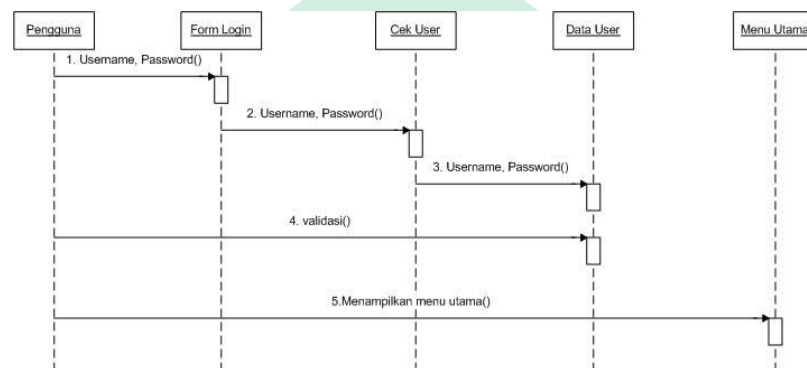 Pengguna
Form Login
Cek User
Data User
Menu Utama
1. Username, Password()
2. Username, Password()
3. Username, Password()
4. validasi()
5.Menampilkan menu utama()